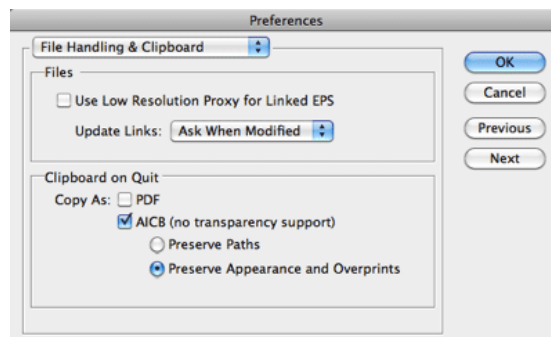 Preferences
File Handling & Clipboard
OK
Files
Cancel
Use Low Resolution Proxy for Linked EPS
Update Links: Ask When Modified
Previous
Next
Clipboard on Quit
Copy As: PDF
AICB (no transparency support)
Preserve Paths
Preserve Appearance and Overprints